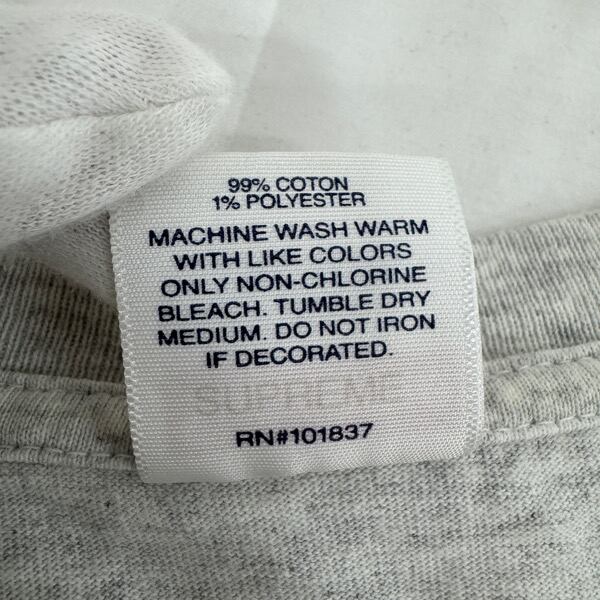 99% COTON
1% POLYESTER
MACHINE WASH WARM
WITH LIKE COLORS
ONLY NON-CHLORINE
BLEACH. TUMBLE DRY
MEDIUM. DO NOT IRON
IF DECORATED.
SUPREME
RN#101837